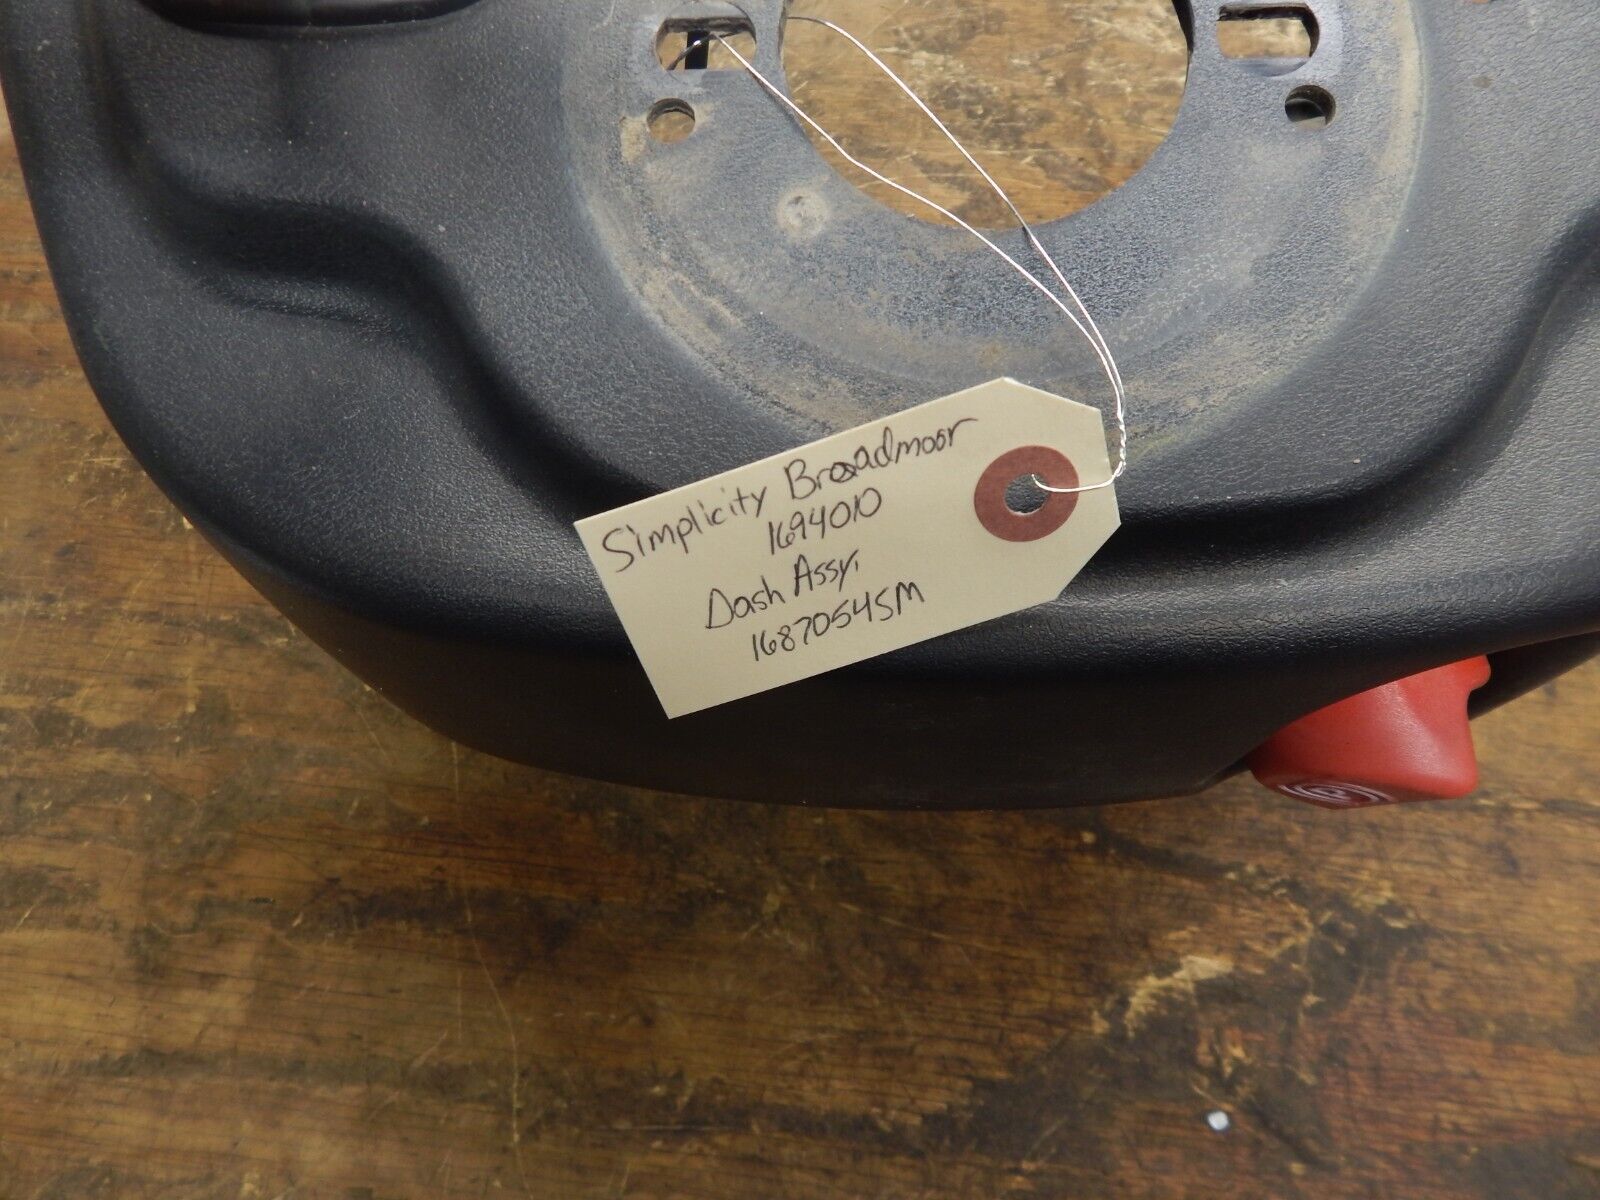 Simplicity Broadmoor
1694010
Dash Assy.
1687054SM
(P)